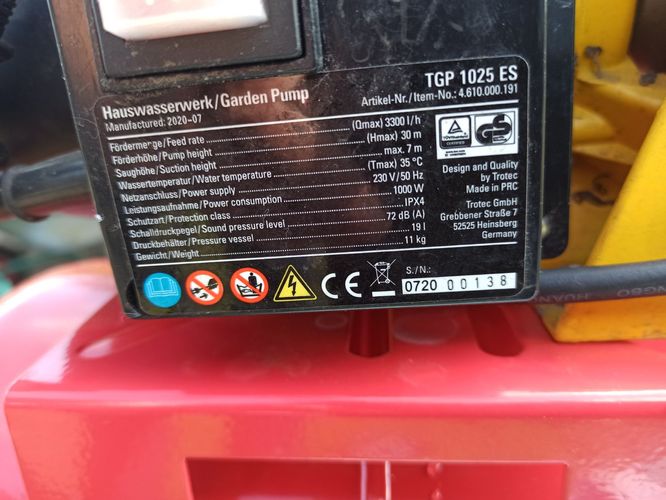 TGP 1025 ES
Hauswasserwerk/Garden Pump
Artikel-Nr./Item-No.: 4.610.000.191
Manufactured: 2020-07
Fördermenge/Feed rate (Qmax) 3300 l/h
Förderhöhe/Pump height (Hmax) 30 m
Saughöhe/Suction height max. 7 m
Wassertemperatur/Water temperature (Tmax) 35 °C
Netzanschluss/Power supply 230 V/50 Hz
Leistungsaufnahme/Power consumption 1000 W
Schutzart/Protection class IPX4
Schalldruckpegel/Sound pressure level 72 dB (A)
Druckbehälter/Pressure vessel 19 l
Gewicht/Weight 11 kg
Design and Quality
by Trotec
Made in PRC
Trotec GmbH
Grebbener Straße 7
52525 Heinsberg
Germany
CE
S./N.:
0720 00138